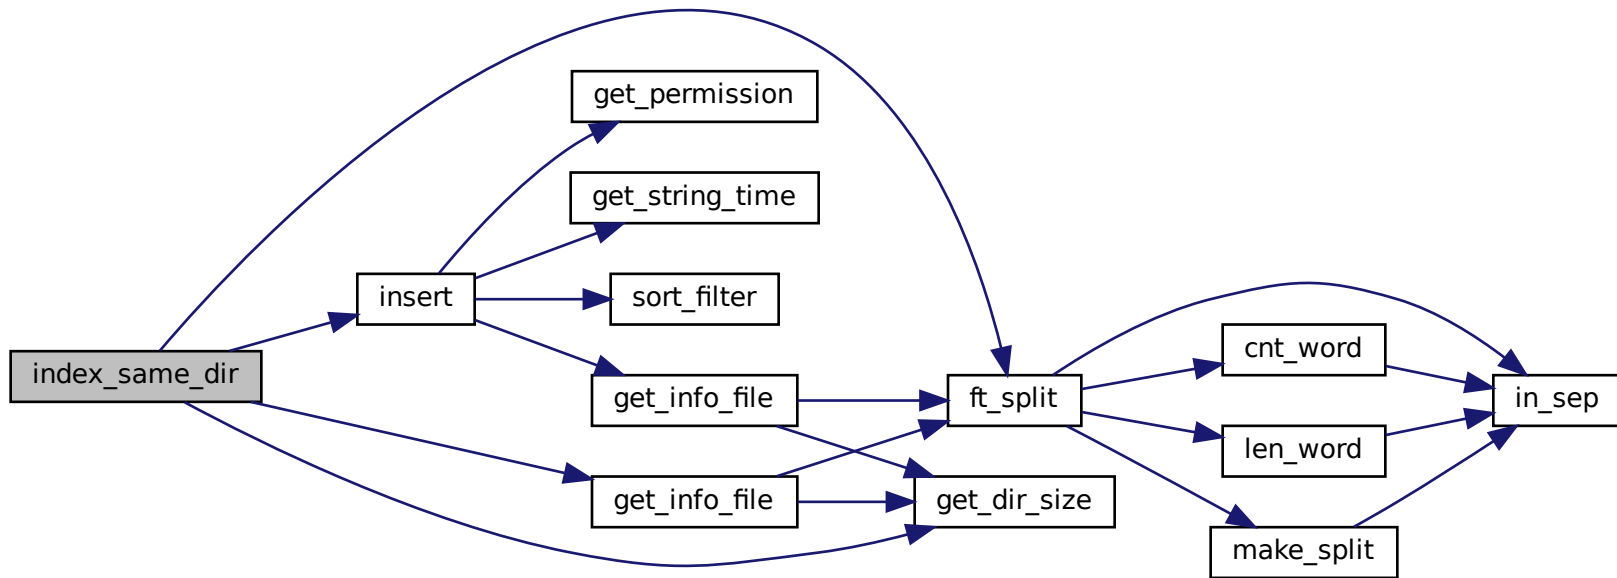 get_permission
get_string_time
insert
sort_filter
index_same_dir
cnt_word
get_info_file
ft_split
in_sep
len_word
get_info_file
get_dir_size
make_split